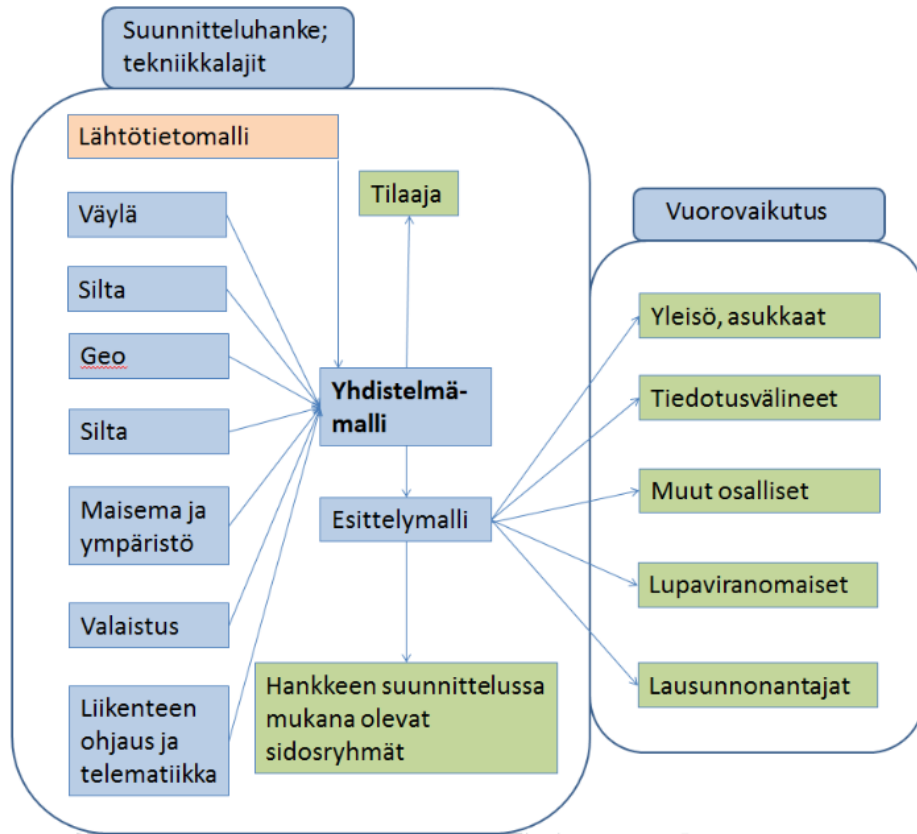 Suunnitteluhanke;
tekniikkalajit
Lähtötietomalli
Väylä
Silta
Geo
Silta
Maisema ja
ympäristö
Valaistus
Liikenteen
ohjaus ja
telematiikka
Tilaaja
Yhdistelmä-
malli
Esittelymalli
Hankkeen suunnittelussa
mukana olevat
sidosryhmät
Vuorovaikutus
Yleisö, asukkaat
Tiedotusvälineet
Muut osalliset
Lupaviranomaiset
Lausunnonantajat